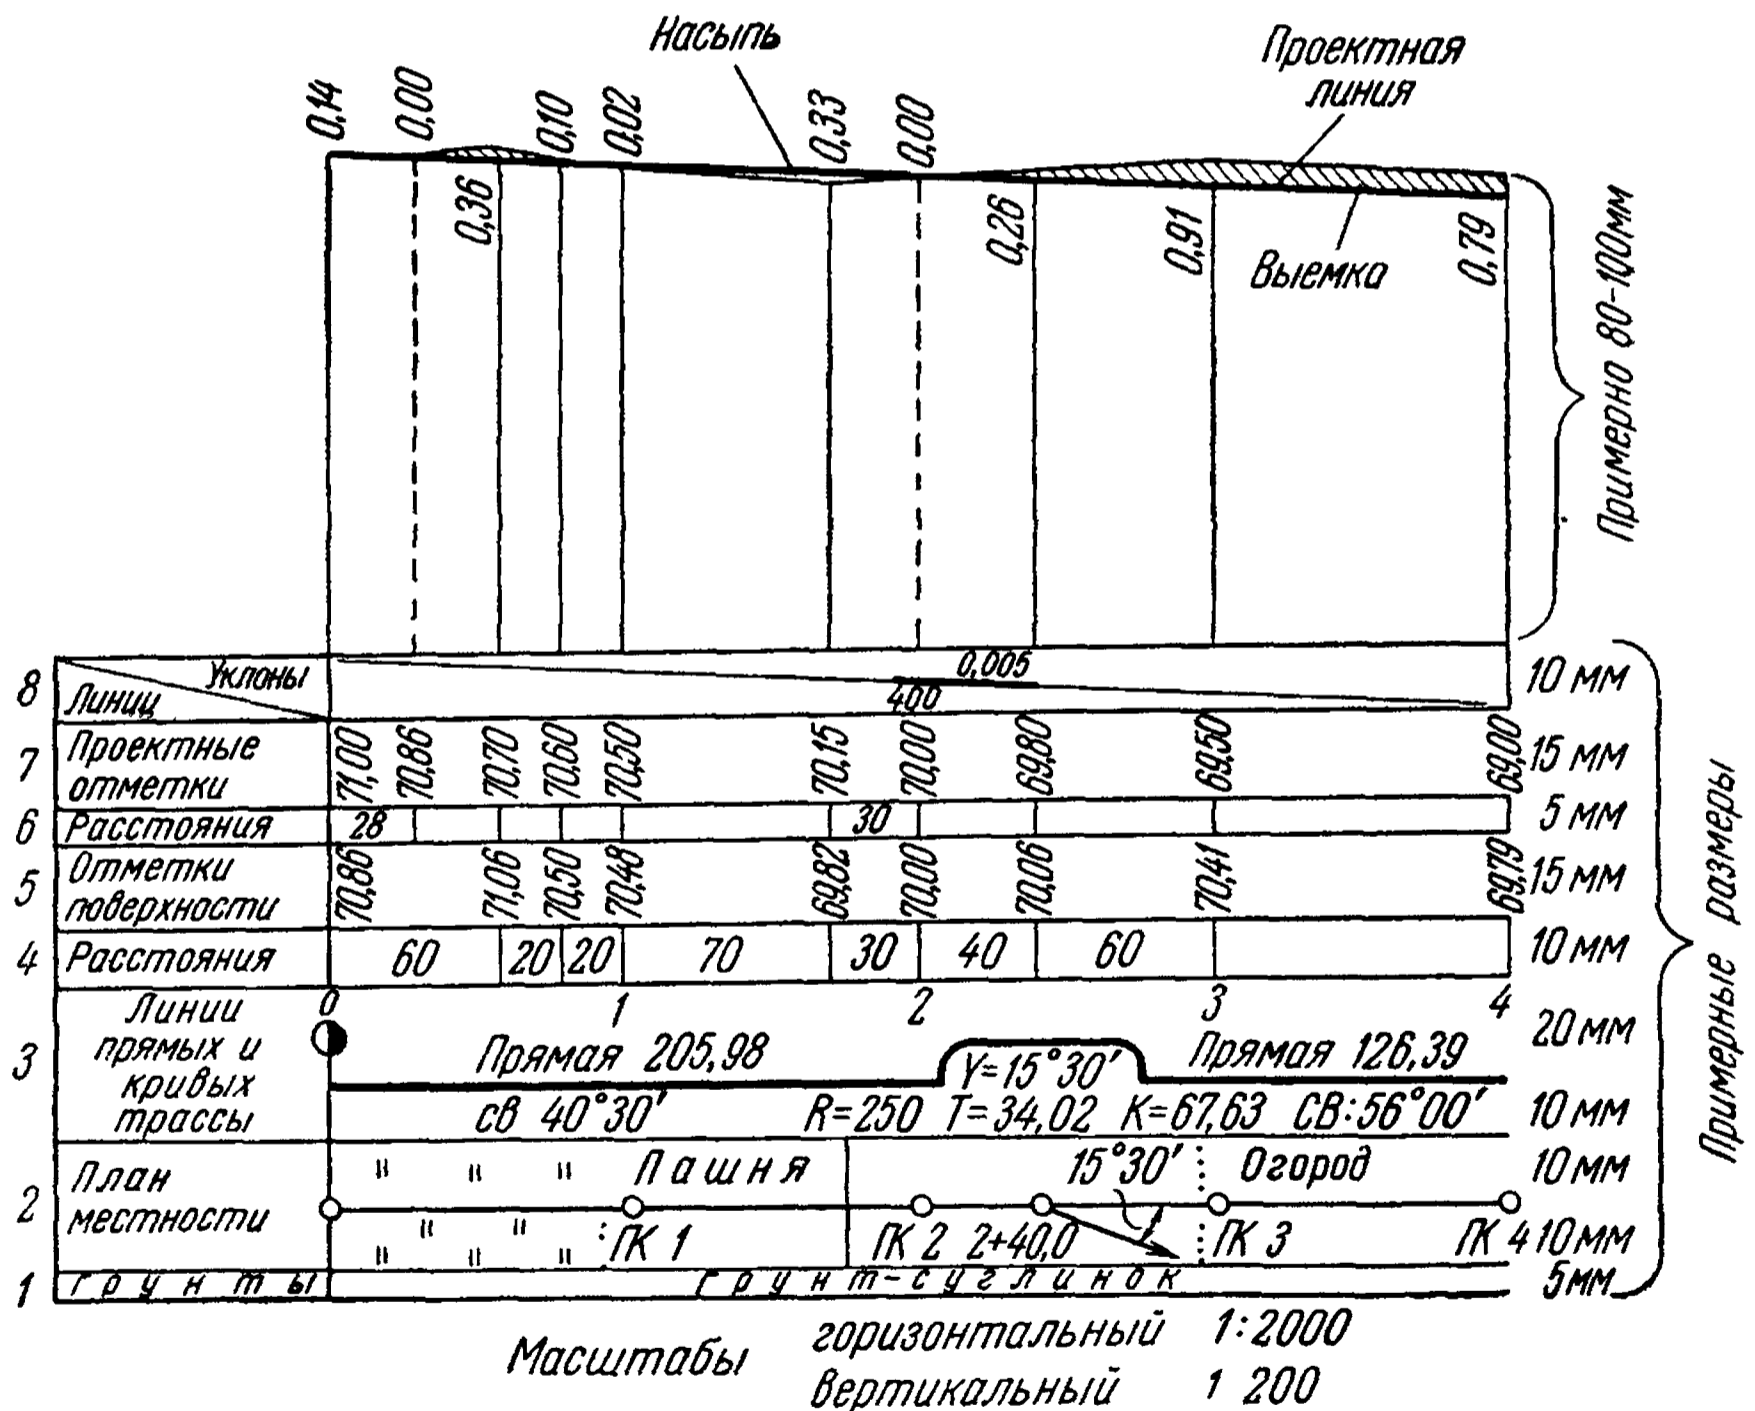 Насыпь
Проектная
линия
0,14 0,00 0,10 0,02 0,33 0,00
0,36 0,26 0,91 0,79
Выемка
Примерно 80-100мм
8 Уклоны 0,005 10 мм
Линиц 400
7 Проектные
отметки 71,00 70,86 70,70 70,60 70,50 70,15 70,00 69,80 69,50 69,00 15 мм
6 Расстояния 28 30 5 мм
5 Отметки
поверхности 70,86 71,06 70,50 70,48 69,82 70,00 70,06 70,41 69,79 15 мм
4 Расстояния 60 20 20 70 30 40 60 10 мм
0 1 2 3 4
3 Линии
прямых и
кривых
трассы
20 мм
Прямая 205,98 У=15°30′ Прямая 126,39
св 40°30′ R=250 Т=34,02 К=67,63 СВ:56°00′ 10 мм
2 План
местности
Пашня 15°30′ Огород 10 мм
ПК 1 ПК 2 2+40,0 ПК 3 ПК 4 10 мм
1 Грунты Грунт-суглинок 5мм
Примерные размеры
Масштабы
горизонтальный 1:2000
вертикальный 1 200